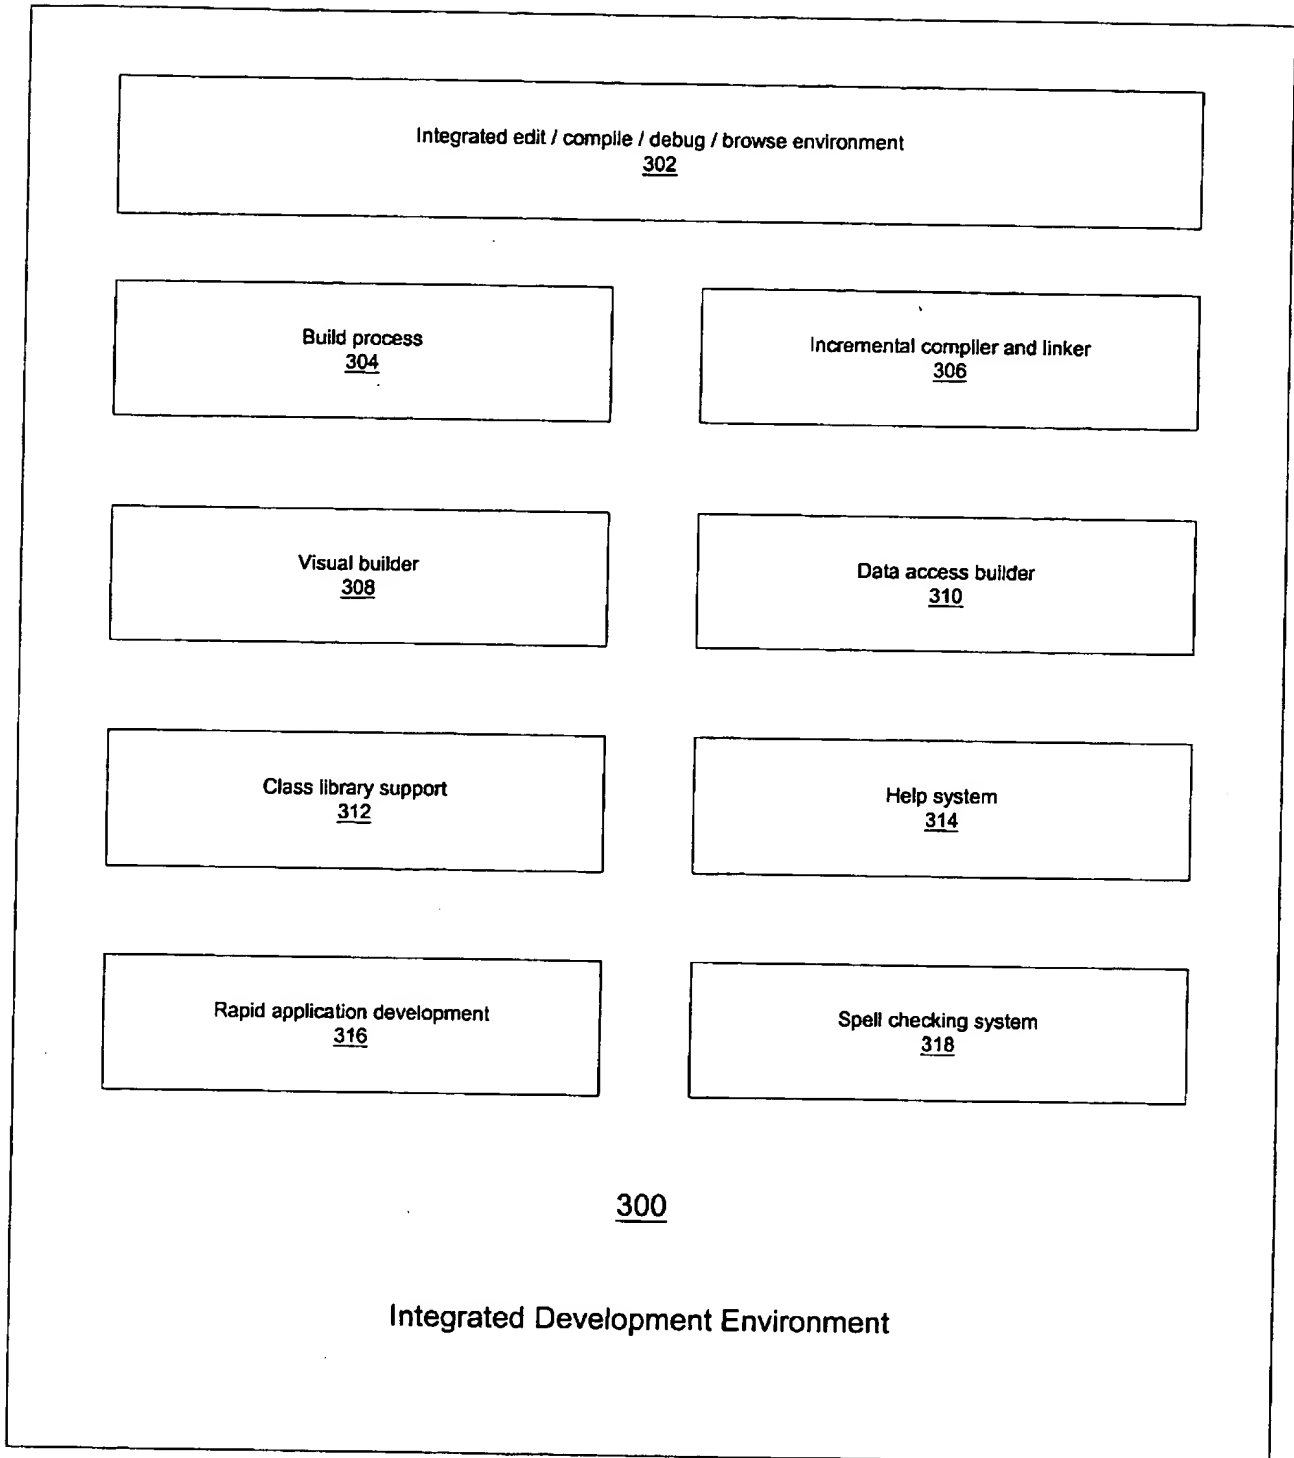 Integrated edit / compile / debug / browse environment
302
Build process
304
Incremental compiler and linker
306
Visual builder
308
Data access builder
310
Class library support
312
Help system
314
Rapid application development
316
Spell checking system
318
300
Integrated Development Environment